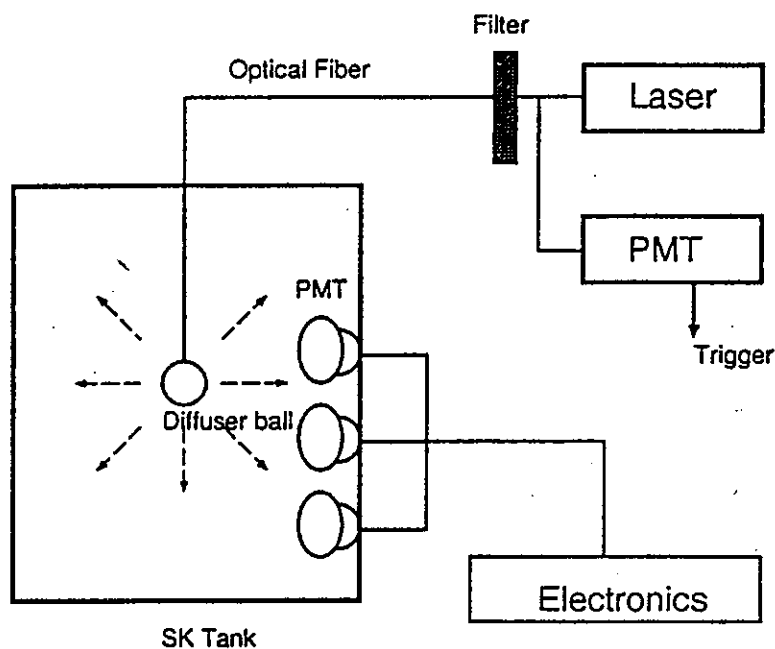 Filter
Optical Fiber
Laser
PMT
PMT
Trigger
Diffuser ball
Electronics
SK Tank